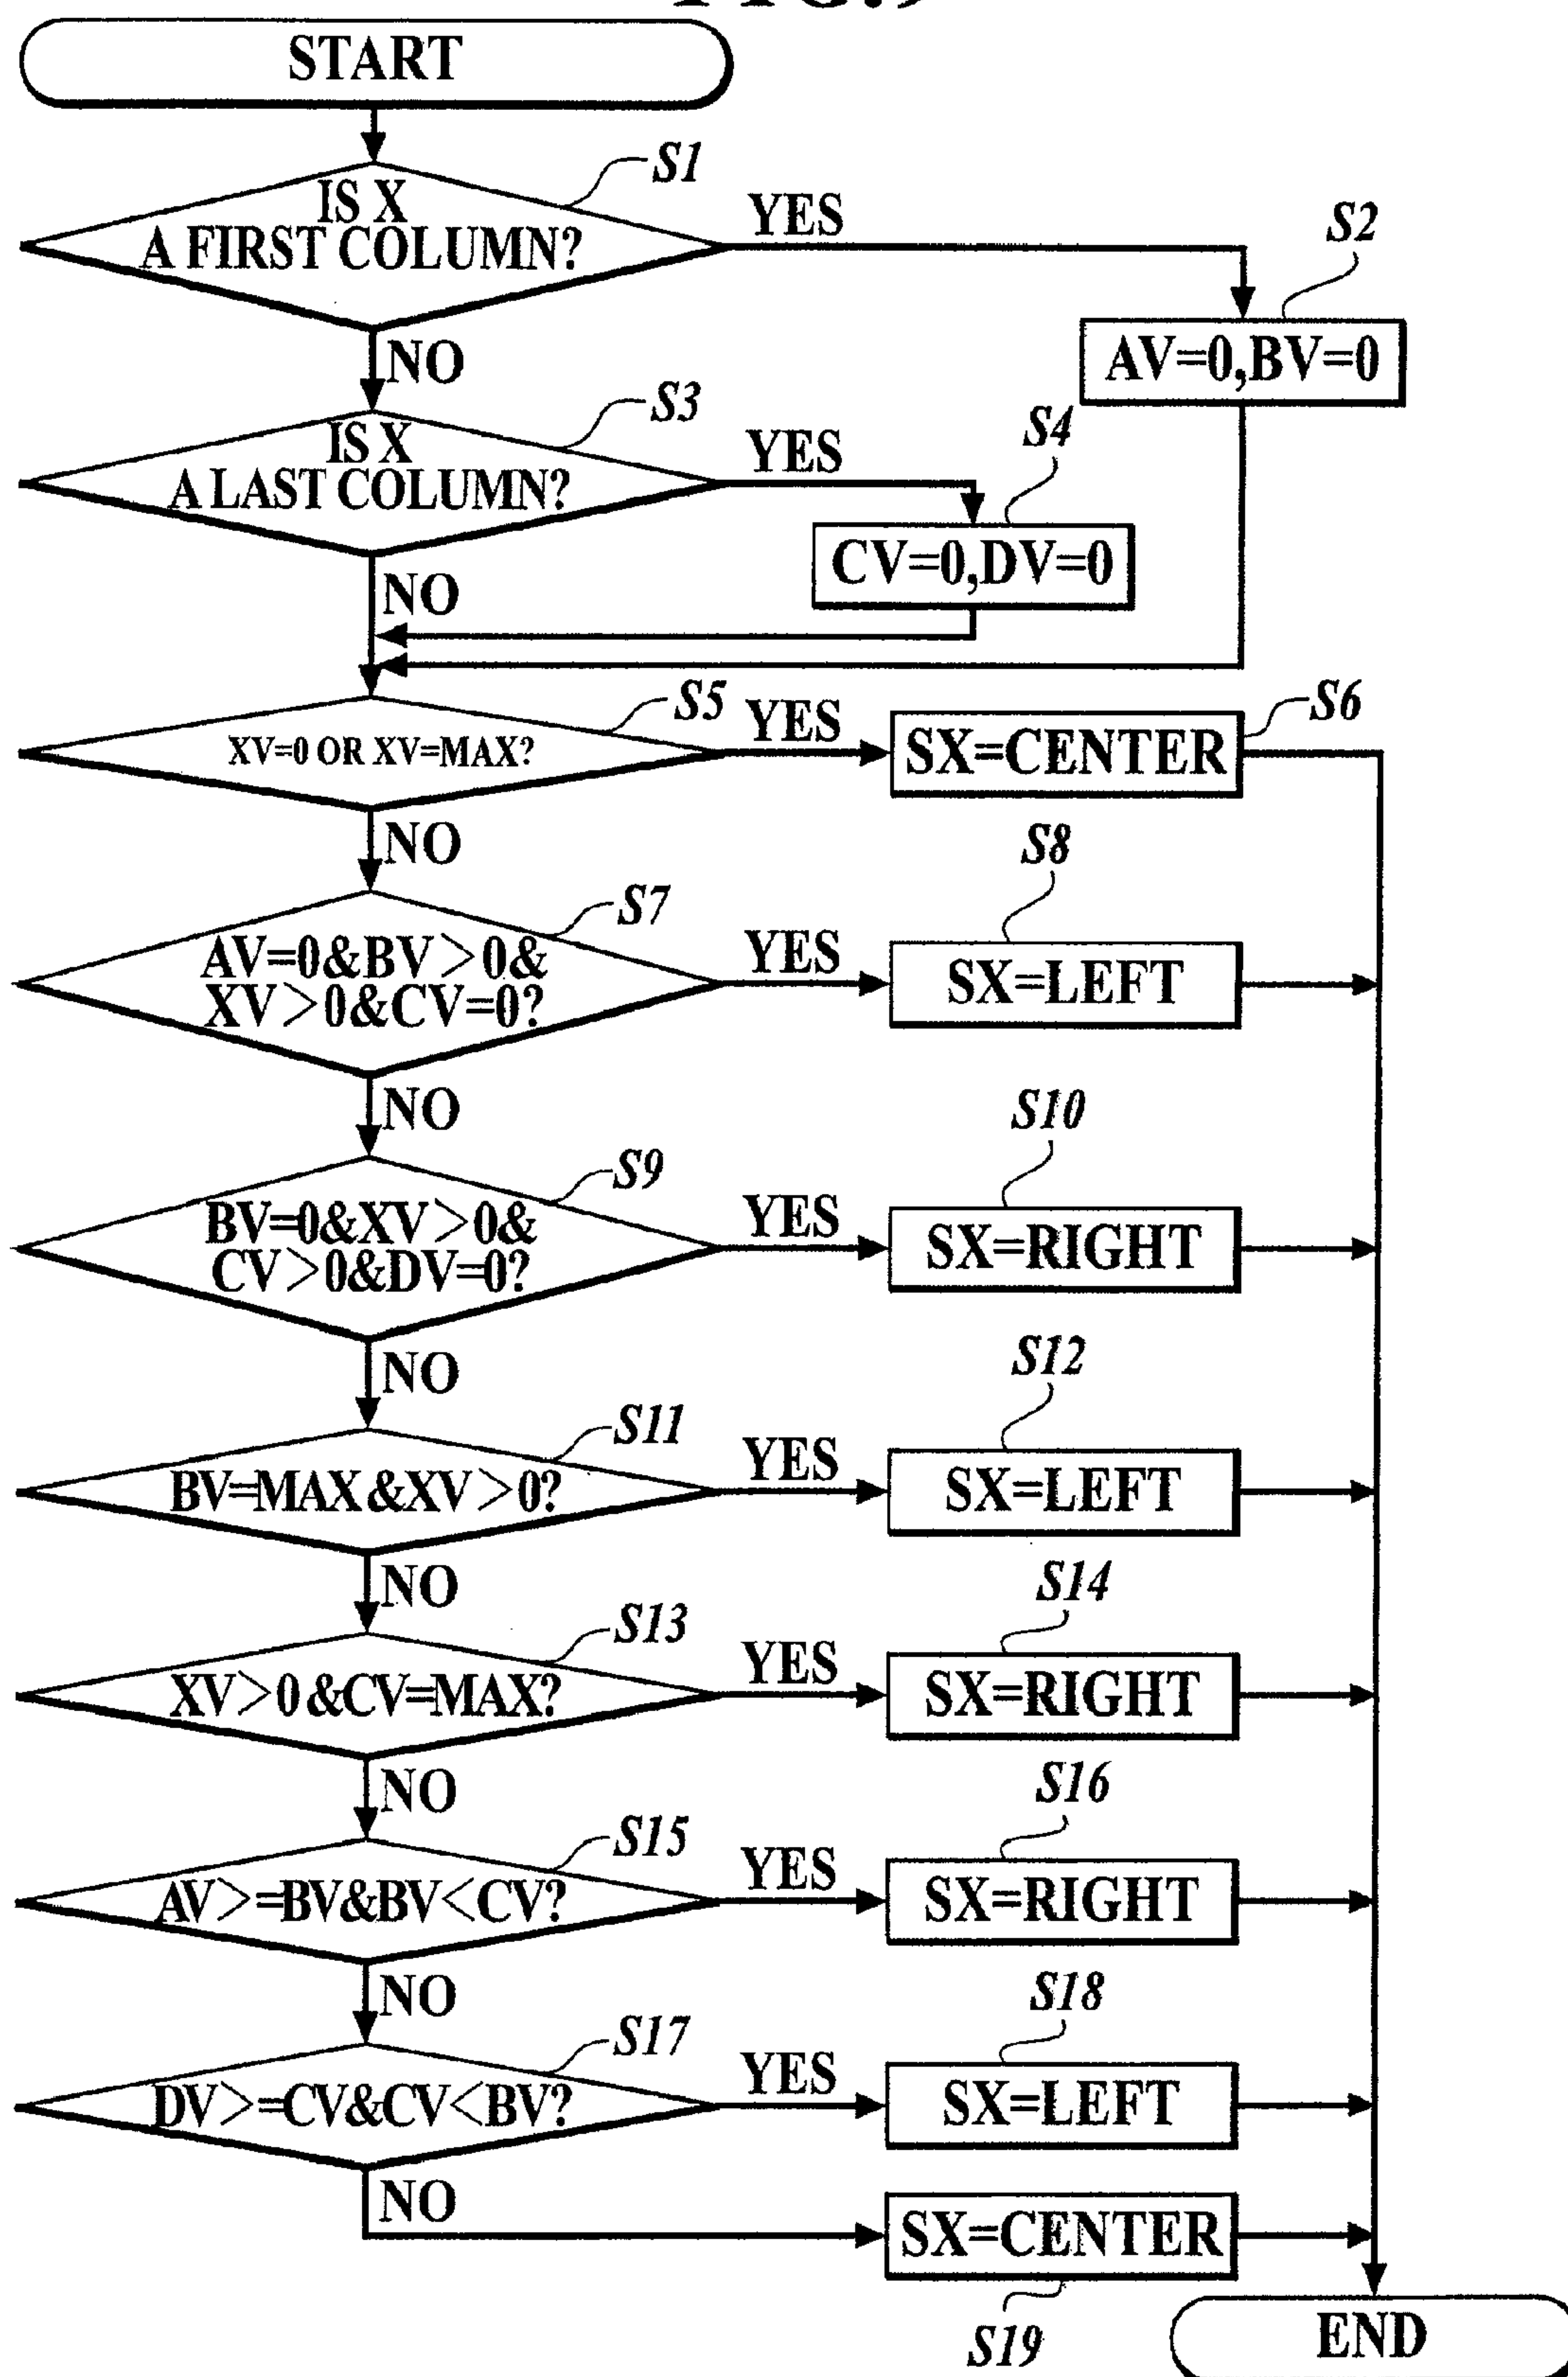 START
S1
IS X
A FIRST COLUMN?
YES
S2
AV=0,BV=0
NO
S3
IS X
A LAST COLUMN?
YES
S4
CV=0,DV=0
NO
S5
XV=0 OR XV=MAX?
YES
SX=CENTER
S6
NO
S7
AV=0&BV>0&
XV>0&CV=0?
YES
S8
SX=LEFT
NO
S9
BV=0&XV>0&
CV>0&DV=0?
YES
S10
SX=RIGHT
NO
S11
BV=MAX&XV>0?
YES
S12
SX=LEFT
NO
S13
XV>0&CV=MAX?
YES
S14
SX=RIGHT
NO
S15
AV>=BV&BV<CV?
YES
S16
SX=RIGHT
NO
S17
DV>=CV&CV<BV?
YES
S18
SX=LEFT
NO
SX=CENTER
S19
END